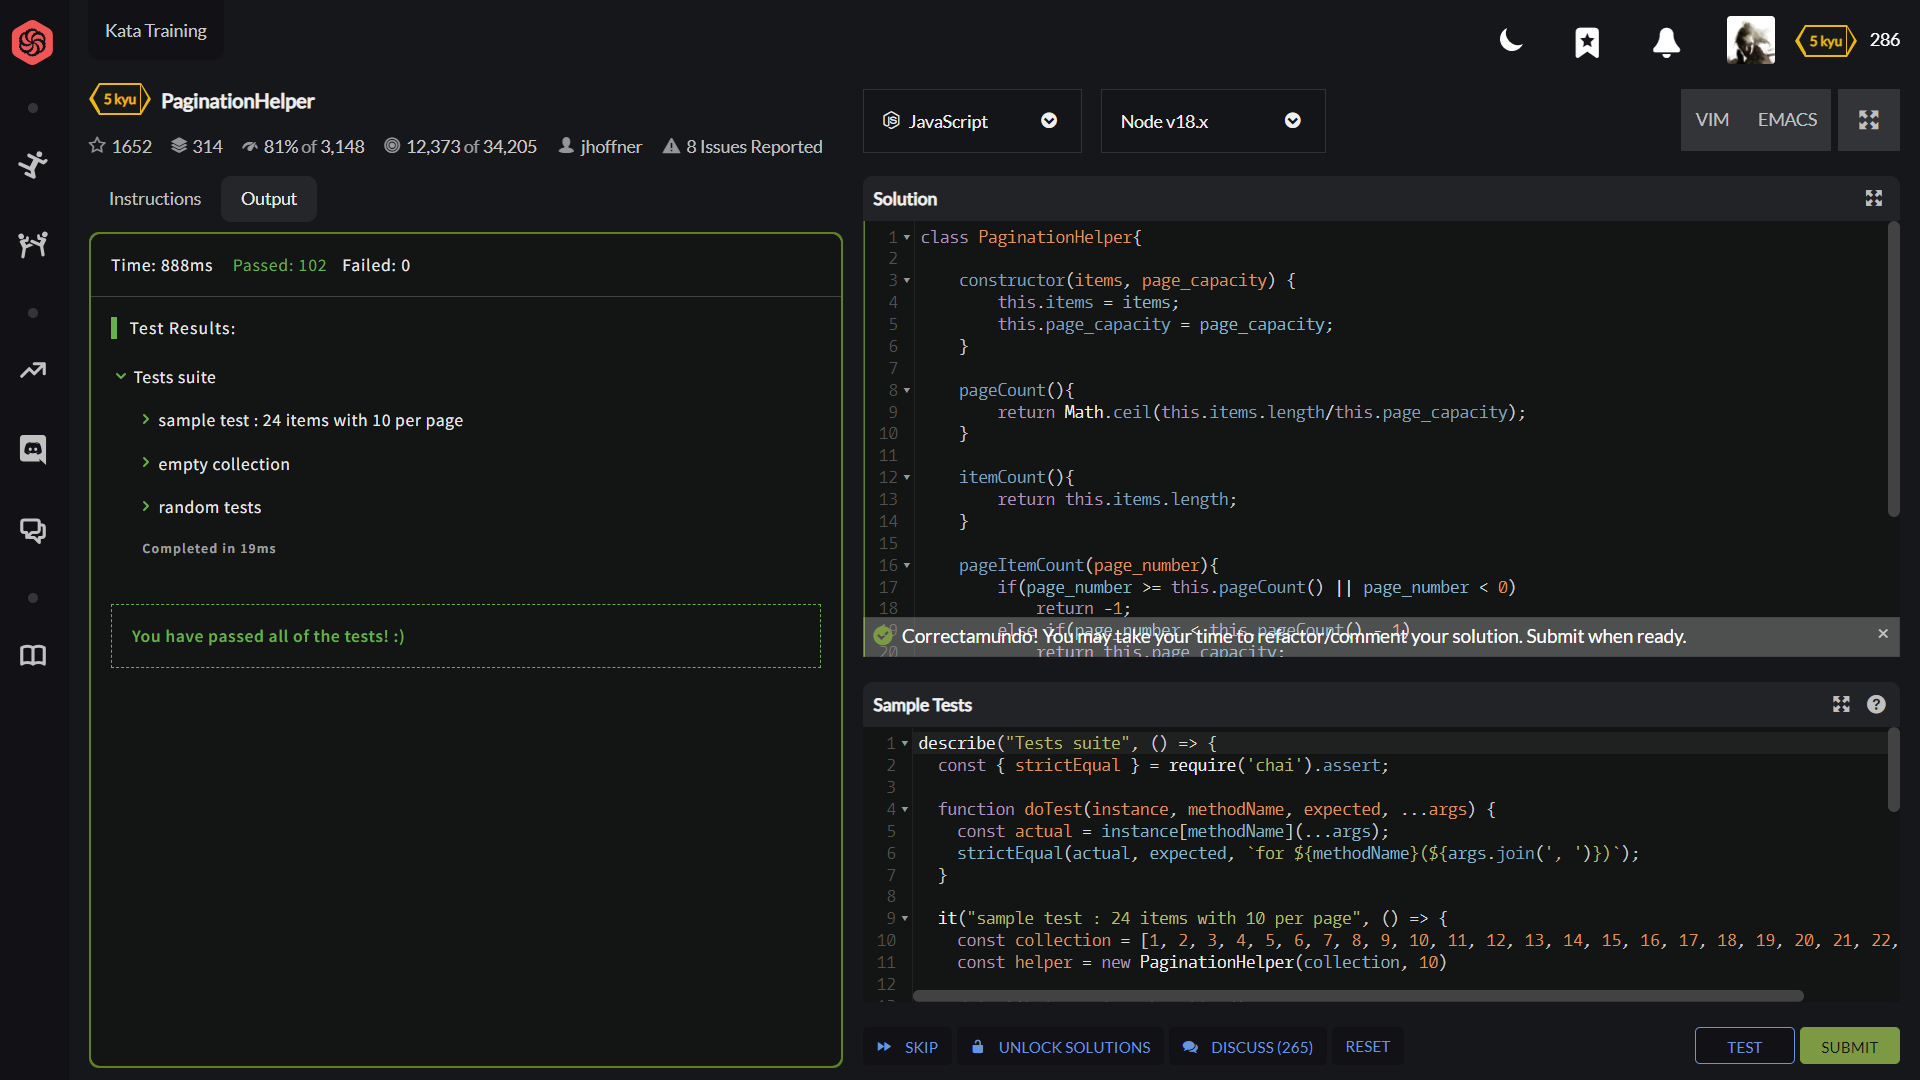 Kata Training
5 kyu
286
5 kyu PaginationHelper
1652 314 81% of 3,148 12,373 of 34,205 jhoffner 8 Issues Reported
JavaScript
Node v18.x
VIM EMACS
Instructions Output
Time: 888ms Passed: 102 Failed: 0
Test Results:
Tests suite
sample test : 24 items with 10 per page
empty collection
random tests
Completed in 19ms
You have passed all of the tests! :)
Solution
1 class PaginationHelper{
2
3 constructor(items, page_capacity) {
4 this.items = items;
5 this.page_capacity = page_capacity;
6 }
7
8 pageCount(){
9 return Math.ceil(this.items.length/this.page_capacity);
10 }
11
12 itemCount(){
13 return this.items.length;
14 }
15
16 pageItemCount(page_number){
17 if(page_number >= this.pageCount() || page_number < 0)
18 return -1;
19 else if(page_number < this.pageCount() - 1)
Correctamundo! You may take your time to refactor/comment your solution. Submit when ready. ×
20 return this.page_capacity;
Sample Tests
1 describe("Tests suite", () => {
2 const { strictEqual } = require('chai').assert;
3
4 function doTest(instance, methodName, expected, ...args) {
5 const actual = instance[methodName](...args);
6 strictEqual(actual, expected, `for ${methodName}(${args.join(', ')})`);
7 }
8
9 it("sample test : 24 items with 10 per page", () => {
10 const collection = [1, 2, 3, 4, 5, 6, 7, 8, 9, 10, 11, 12, 13, 14, 15, 16, 17, 18, 19, 20, 21, 22,
11 const helper = new PaginationHelper(collection, 10)
12
SKIP UNLOCK SOLUTIONS DISCUSS (265) RESET
TEST SUBMIT